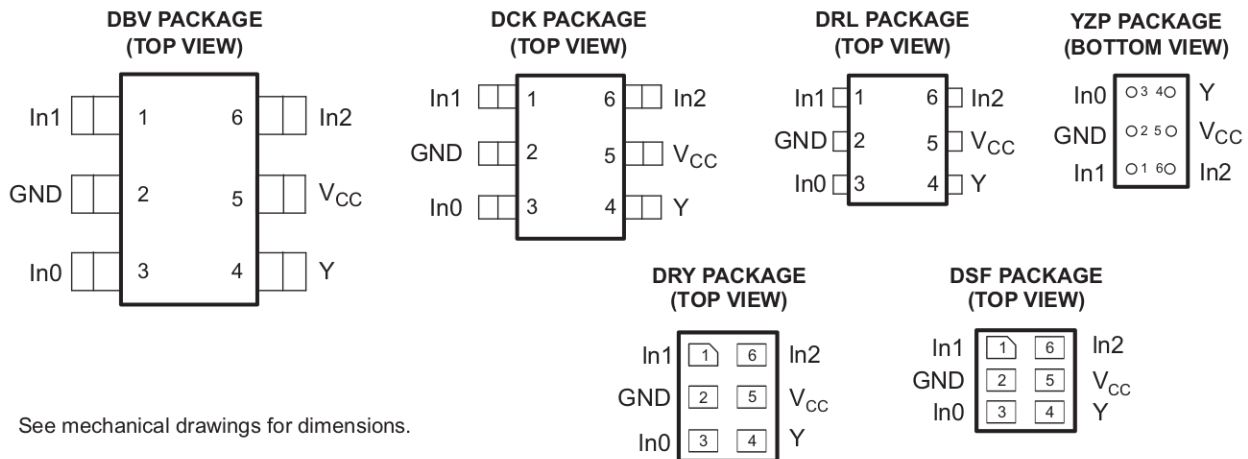 DBV PACKAGE
(TOP VIEW)
In1 1 6 In2
GND 2 5 VCC
In0 3 4 Y
DCK PACKAGE
(TOP VIEW)
In1 1 6 In2
GND 2 5 VCC
In0 3 4 Y
DRL PACKAGE
(TOP VIEW)
In1 1 6 In2
GND 2 5 VCC
In0 3 4 Y
YZP PACKAGE
(BOTTOM VIEW)
In0 3 4 Y
GND 2 5 VCC
In1 1 6 In2
DRY PACKAGE
(TOP VIEW)
In1 1 6 In2
GND 2 5 VCC
In0 3 4 Y
DSF PACKAGE
(TOP VIEW)
In1 1 6 In2
GND 2 5 VCC
In0 3 4 Y
See mechanical drawings for dimensions.